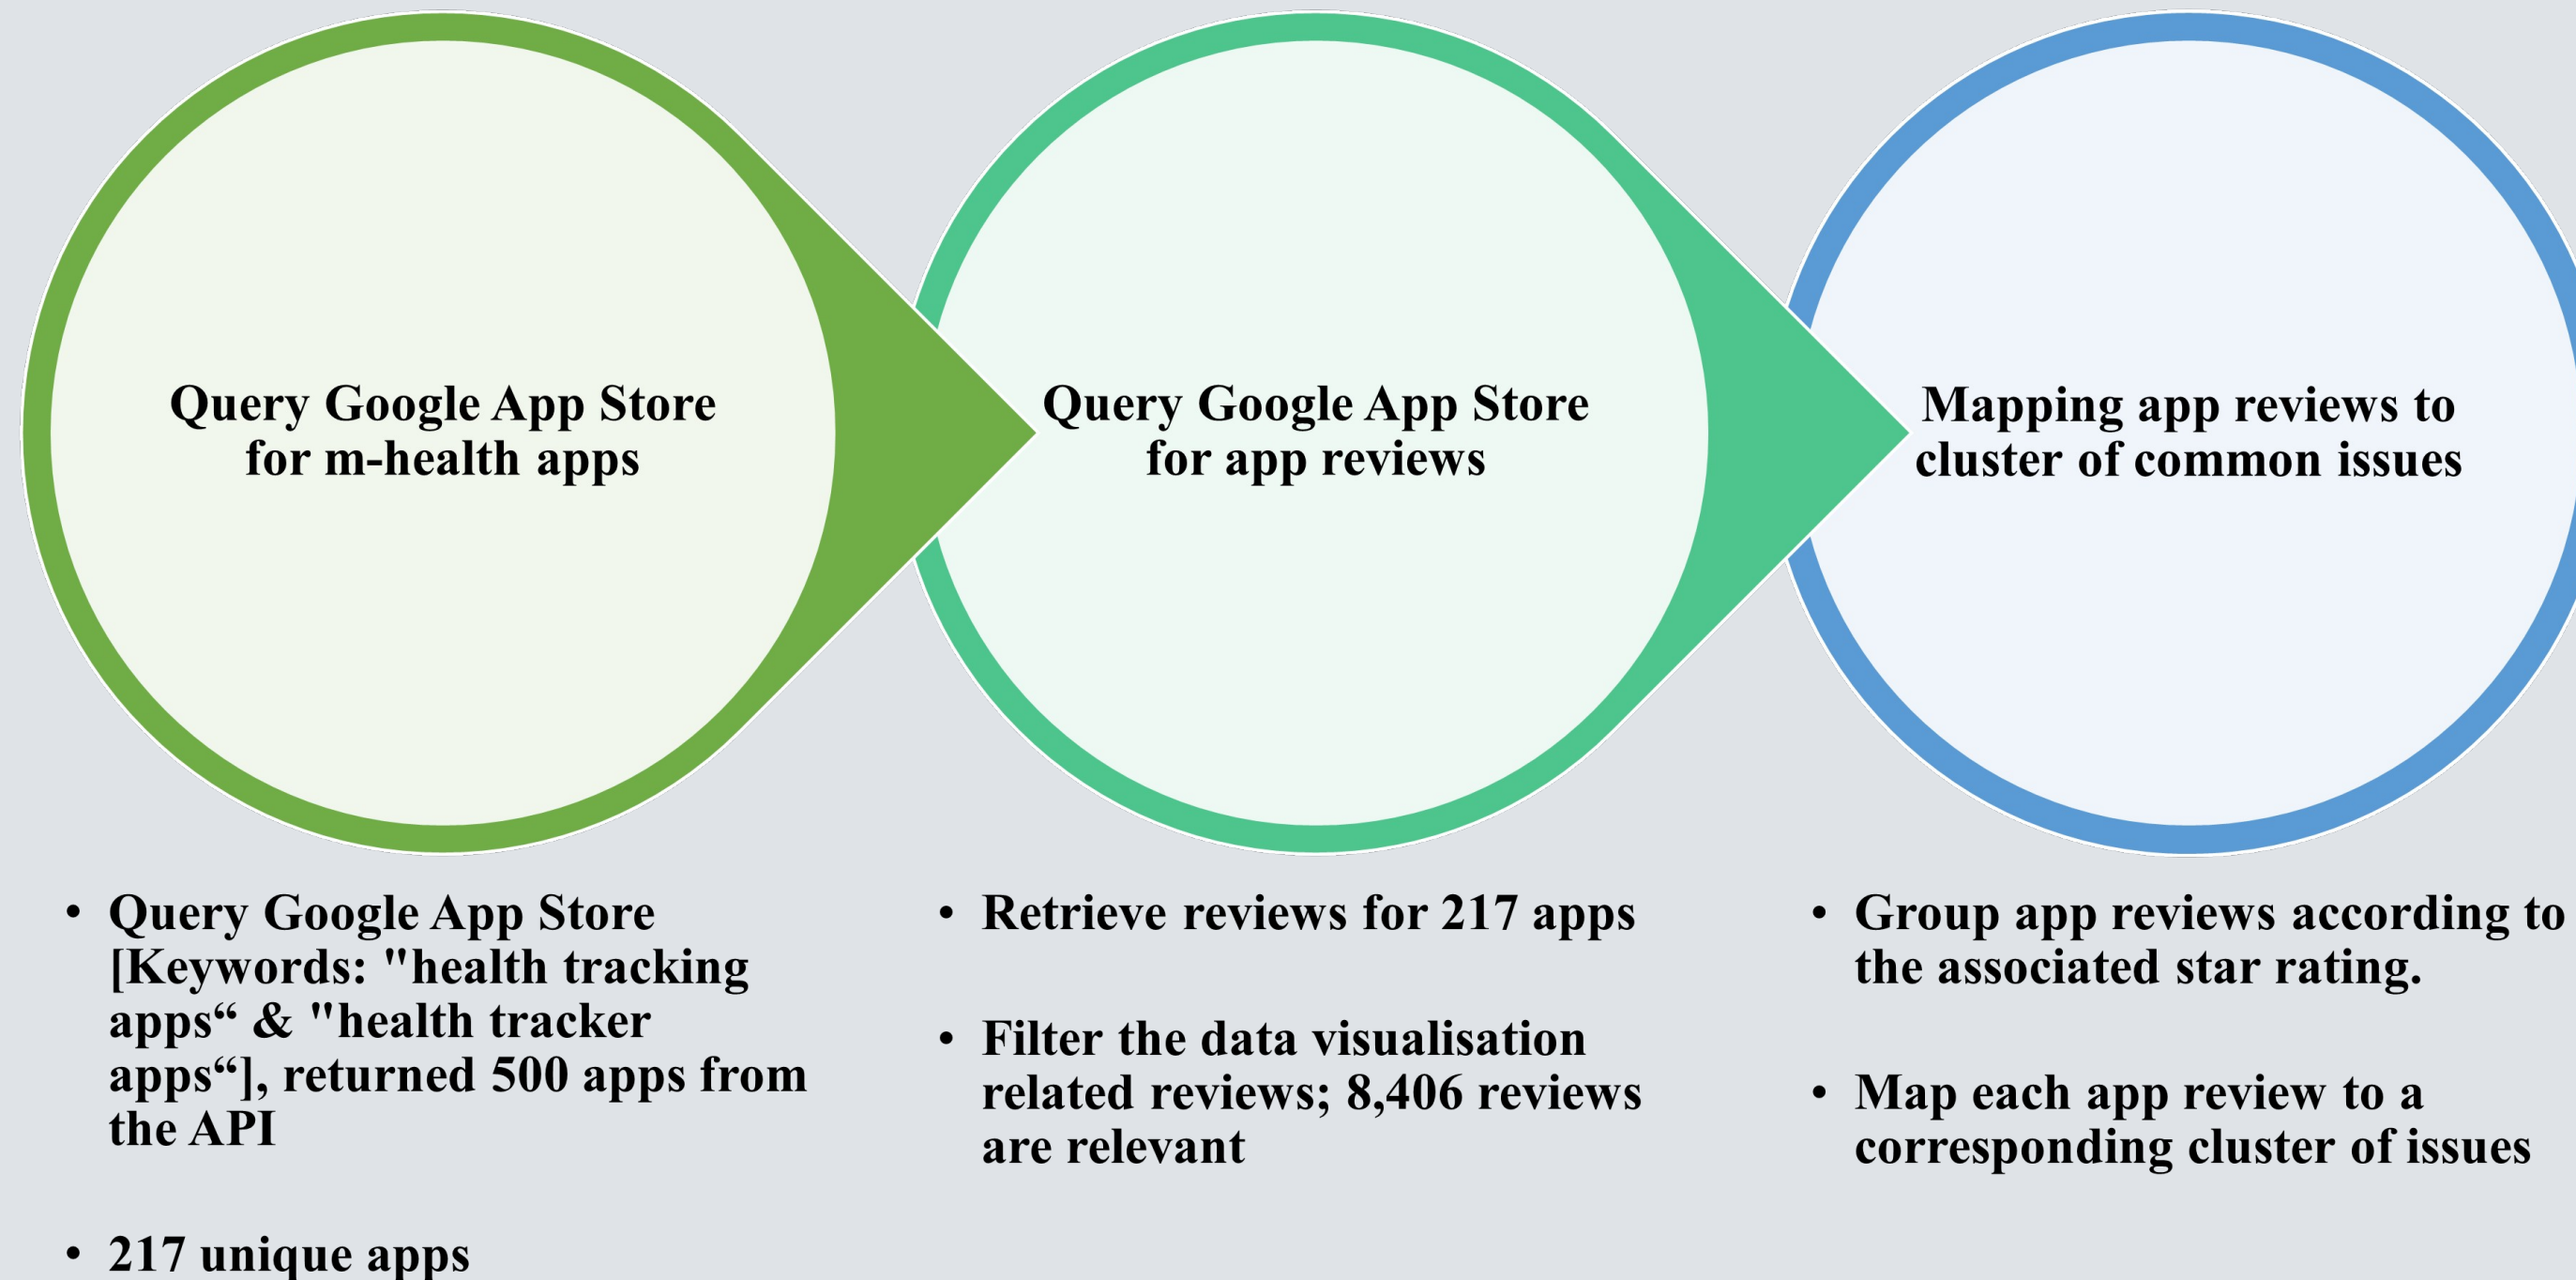 Query Google App Store
for m-health apps
Query Google App Store
for app reviews
Mapping app reviews to
cluster of common issues
• Query Google App Store
[Keywords: "health tracking
apps“ & "health tracker
apps“], returned 500 apps from
the API
• 217 unique apps
• Retrieve reviews for 217 apps
• Filter the data visualisation
related reviews; 8,406 reviews
are relevant
• Group app reviews according to
the associated star rating.
• Map each app review to a
corresponding cluster of issues